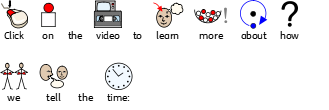 Click on the video to learn more about how
we tell the time: